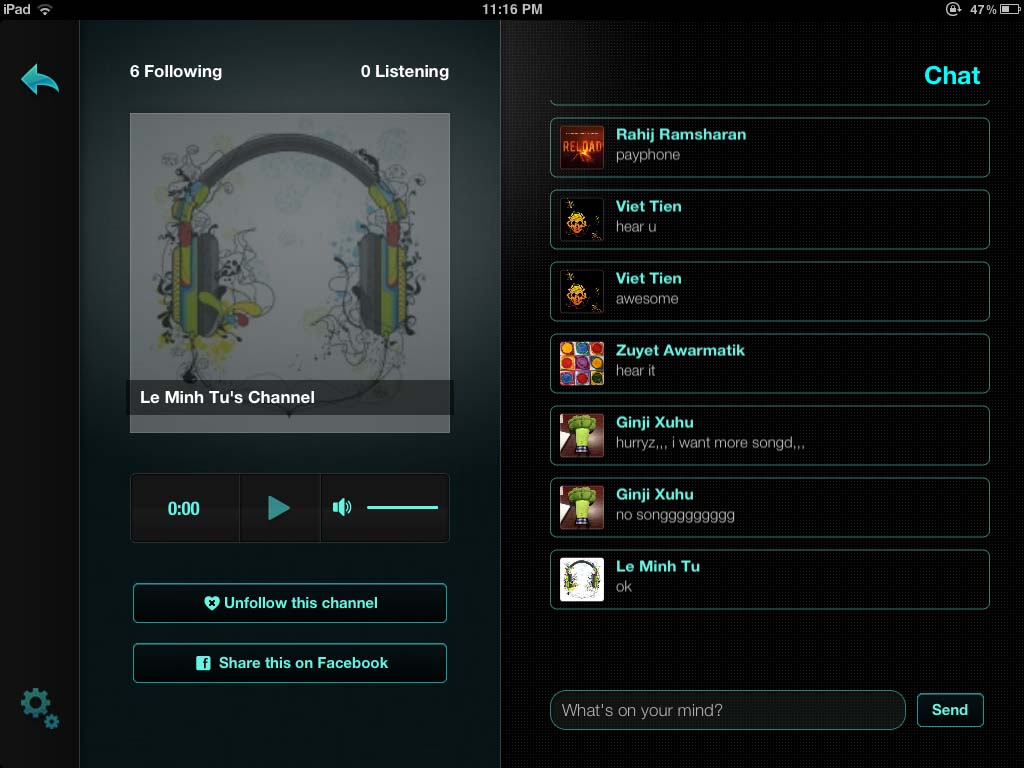 iPad
11:16 PM
47%
6 Following
0 Listening
Le Minh Tu's Channel
0:00
Unfollow this channel
f Share this on Facebook
Chat
RELOAD
Rahij Ramsharan
payphone
Viet Tien
hear u
Viet Tien
awesome
Zuyet Awarmatik
hear it
Ginji Xuhu
hurryz,,, i want more songd,,,
Ginji Xuhu
no songggggggggg
Le Minh Tu
ok
What's on your mind?
Send